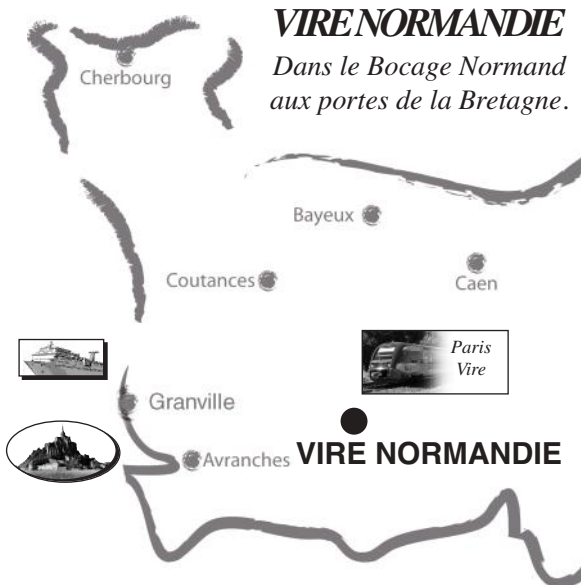 VIRE NORMANDIE
Dans le Bocage Normand
aux portes de la Bretagne.
Cherbourg
Bayeux
Coutances
Caen
Paris
Vire
Granville
Avranches
VIRE NORMANDIE